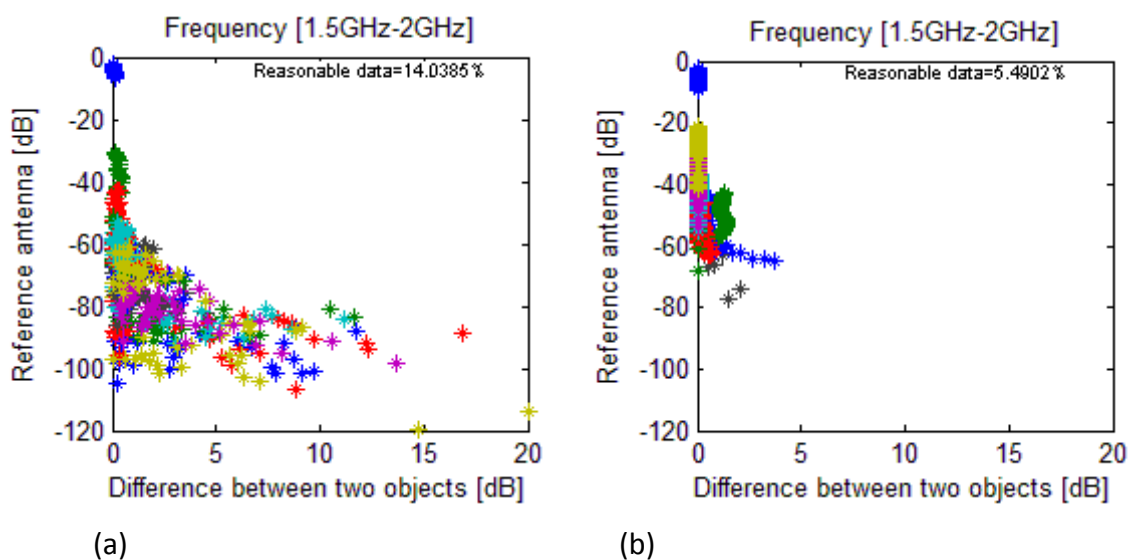 Frequency [1.5GHz-2GHz]
Reasonable data=14.0385%
0
-20
-40
-60
-80
-100
-120
Reference antenna [dB]
0 5 10 15 20
Difference between two objects [dB]
(a)
Frequency [1.5GHz-2GHz]
Reasonable data=5.4902%
0
-20
-40
-60
-80
-100
-120
Reference antenna [dB]
0 5 10 15 20
Difference between two objects [dB]
(b)